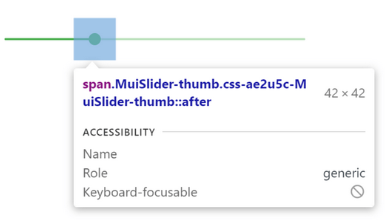 span.MuiSlider-thumb.css-ae2u5c-M
uiSlider-thumb::after 42 × 42
ACCESSIBILITY
Name
Role generic
Keyboard-focusable